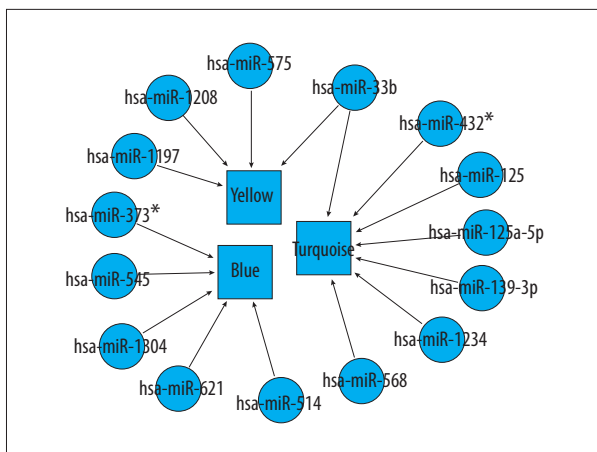 hsa-miR-575
hsa-miR-33b
hsa-miR-1208
hsa-miR-432*
hsa-miR-1197
hsa-miR-125
Yellow
hsa-miR-373*
hsa-miR-125a-5p
Turquoise
hsa-miR-545
Blue
hsa-miR-139-3p
hsa-miR-1234
hsa-miR-1304
hsa-miR-568
hsa-miR-621
hsa-miR-514